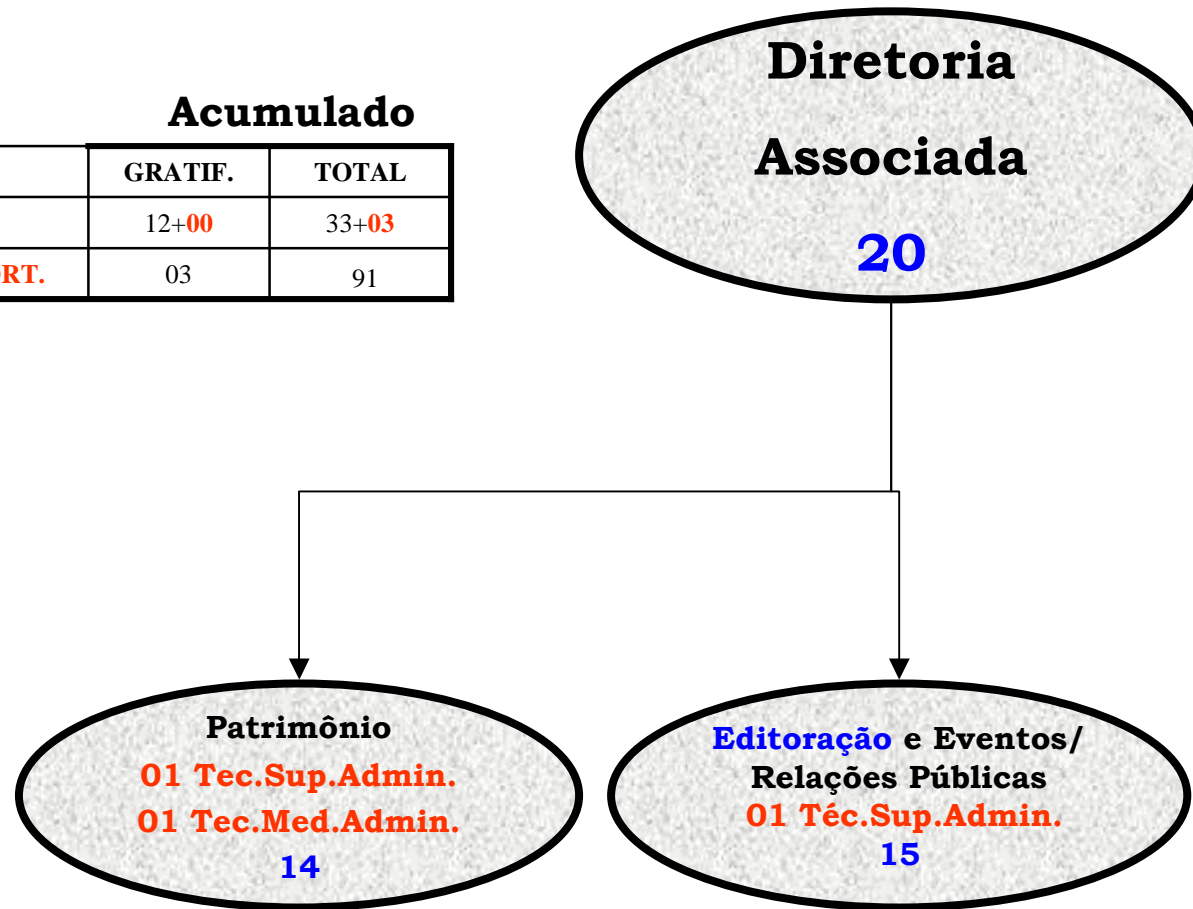 Acumulado
GRATIF. TOTAL
12+00 33+03
RT. 03 91
Diretoria
Associada
20
Patrimônio
01 Tec.Sup.Admin.
01 Tec.Med.Admin.
14
Editoração e Eventos/
Relações Públicas
01 Téc.Sup.Admin.
15